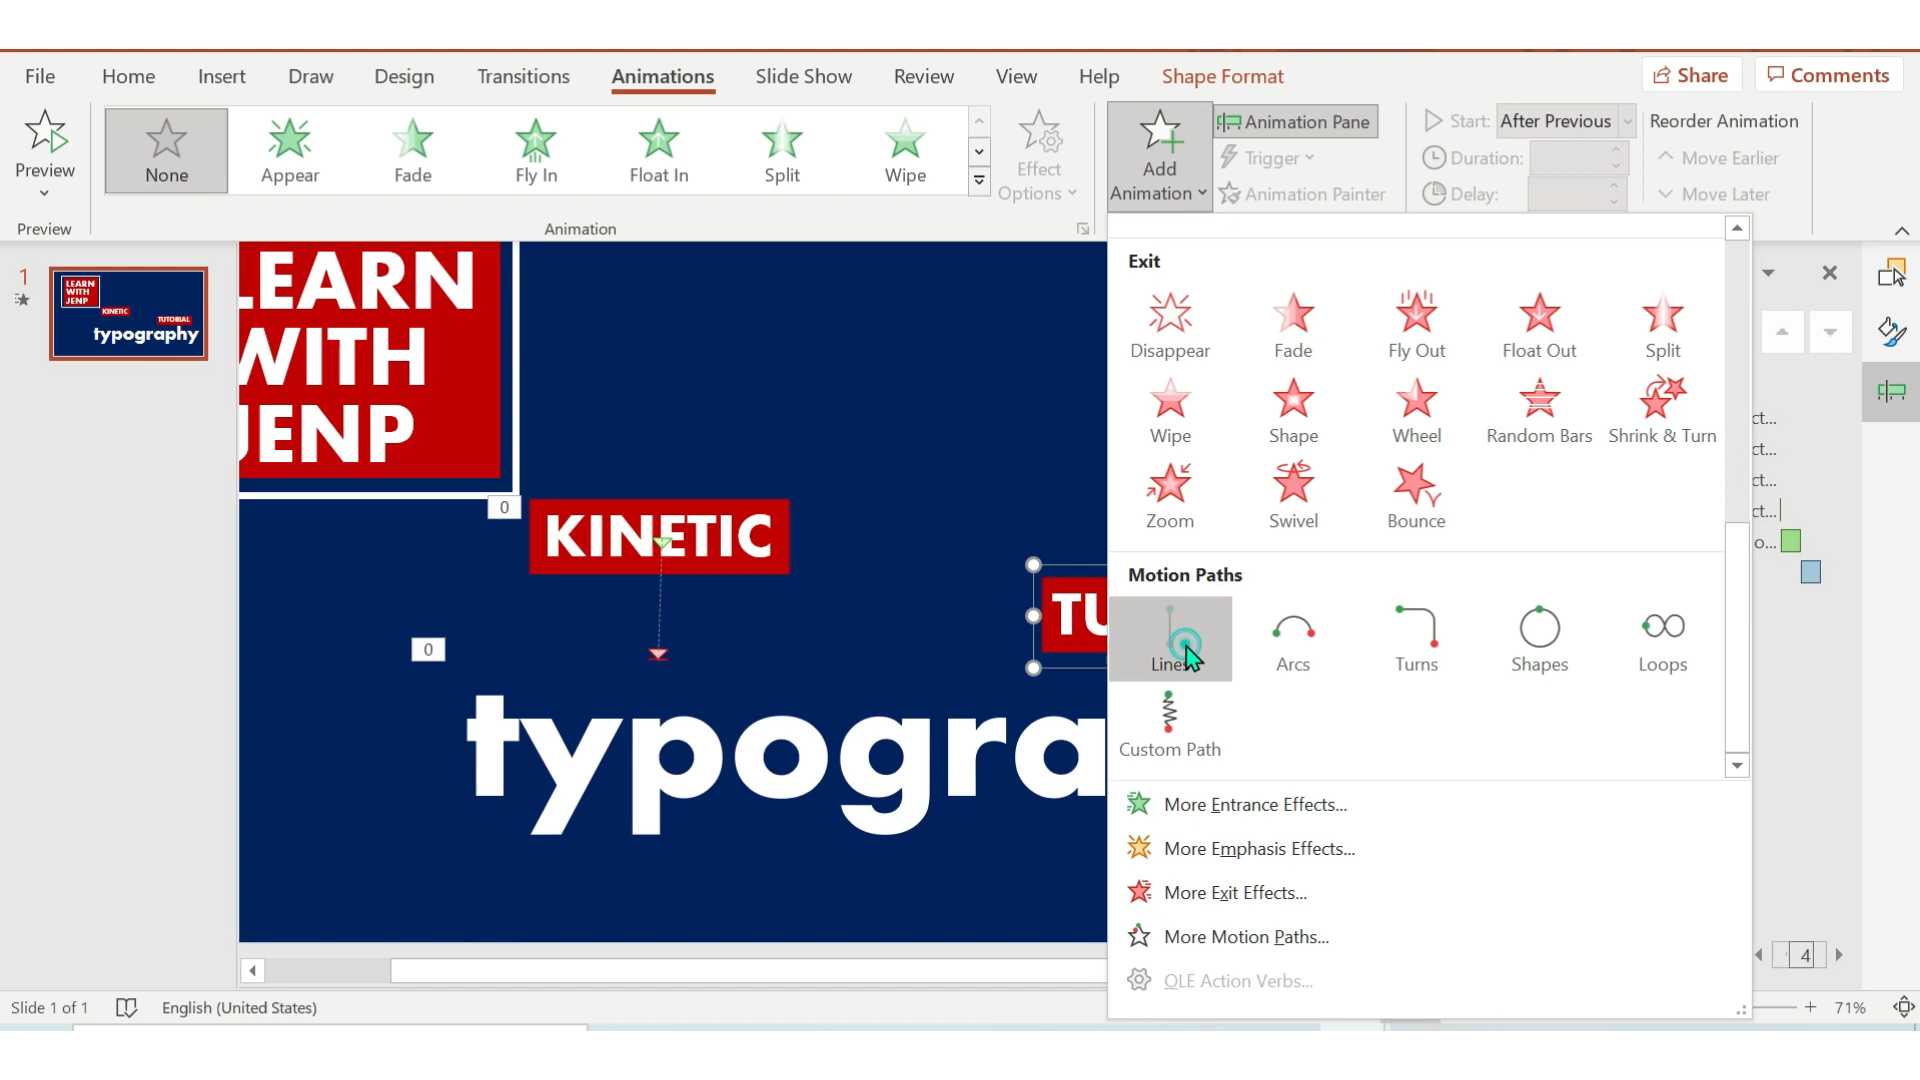 File Home Insert Draw Design Transitions Animations Slide Show Review View Help Shape Format Share Comments
Preview
None Appear Fade Fly In Float In Split Wipe
Effect
Options
Add
Animation
Animation Pane
Trigger
Animation Painter
Start: After Previous
Duration:
Delay:
Reorder Animation
Move Earlier
Move Later
Preview
Animation
1
LEARN
WITH
JENP
KINETIC
TUTORIAL
typography
LEARN
WITH
JENP
0
KINETIC
0
TU
typogra
Exit
Disappear Fade Fly Out Float Out Split
Wipe Shape Wheel Random Bars Shrink & Turn
Zoom Swivel Bounce
Motion Paths
Lines Arcs Turns Shapes Loops
Custom Path
More Entrance Effects...
More Emphasis Effects...
More Exit Effects...
More Motion Paths...
OLE Action Verbs...
ct...
ct...
ct...
ct...
o...
4
Slide 1 of 1 English (United States) 71%